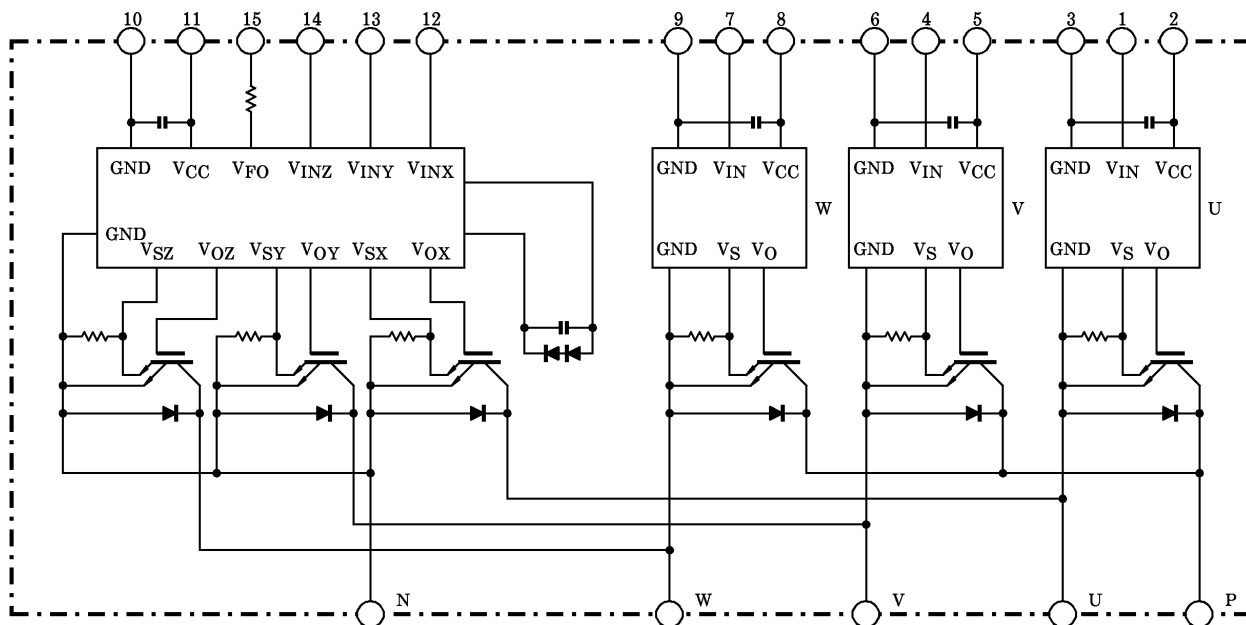 10 11 15 14 13 12 9 7 8 6 4 5 3 1 2
GND VCC VFO VINZ VINY VINX GND VIN VCC GND VIN VCC GND VIN VCC
W V U
GND VSZ VOZ VSY VOY VSX VOX GND VS VO GND VS VO GND VS VO
N W V U P